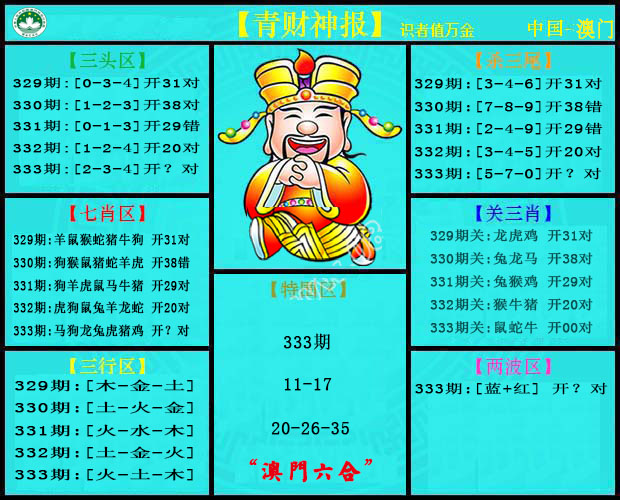 【青财神报】 识者值万金 中国-澳门
【三头区】
329期:[0-3-4]开31对
330期:[1-2-3]开38对
331期:[0-1-3]开29错
332期:[1-2-4]开20对
333期:[2-3-4]开？对
【杀三尾】
329期:[3-4-6]开31对
330期:[7-8-9]开38错
331期:[2-4-9]开29错
332期:[3-4-5]开20对
333期:[5-7-0]开？对
【七肖区】
329期:羊鼠猴蛇猪牛狗 开31对
330期:狗猴鼠猪蛇羊虎 开38错
331期:狗羊虎鼠马牛猪 开29对
332期:虎狗鼠兔羊龙蛇 开20对
333期:马狗龙兔虎猪鸡 开？对
【关三肖】
329期关:龙虎鸡 开31对
330期关:兔龙马 开38对
331期关:兔猴鸡 开29对
332期关:猴牛猪 开20对
333期关:鼠蛇牛 开00对
【特围区】
333期
11-17
20-26-35
“澳門六合”
【三行区】
329期:[木-金-土]
330期:[土-火-金]
331期:[火-水-木]
332期:[土-金-火]
333期:[火-土-木]
【两波区】
333期:[蓝+红] 开？对